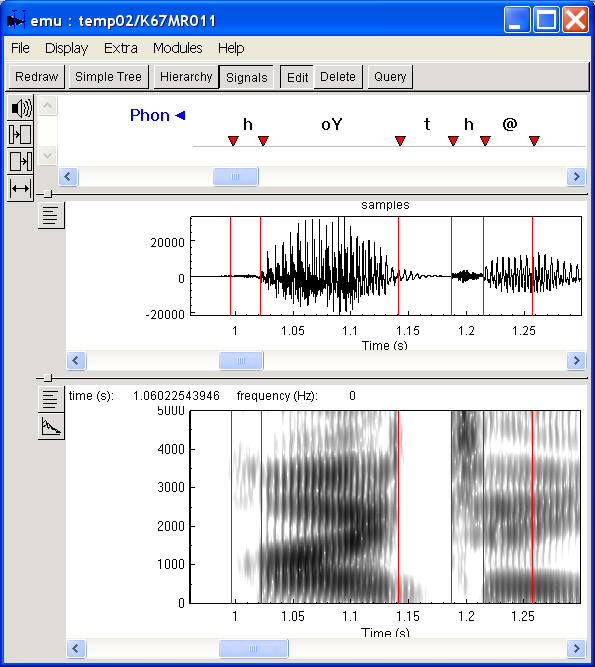 emu : temp02/K67MR011
File Display Extra Modules Help
Redraw Simple Tree Hierarchy Signals Edit Delete Query
Phon h oY t h @
samples
20000
0
-20000
1 1.05 1.1 1.15 1.2 1.25
Time (s)
time (s): 1.06022543946 frequency (Hz): 0
5000
4000
3000
2000
1000
0
1 1.05 1.1 1.15 1.2 1.25
Time (s)